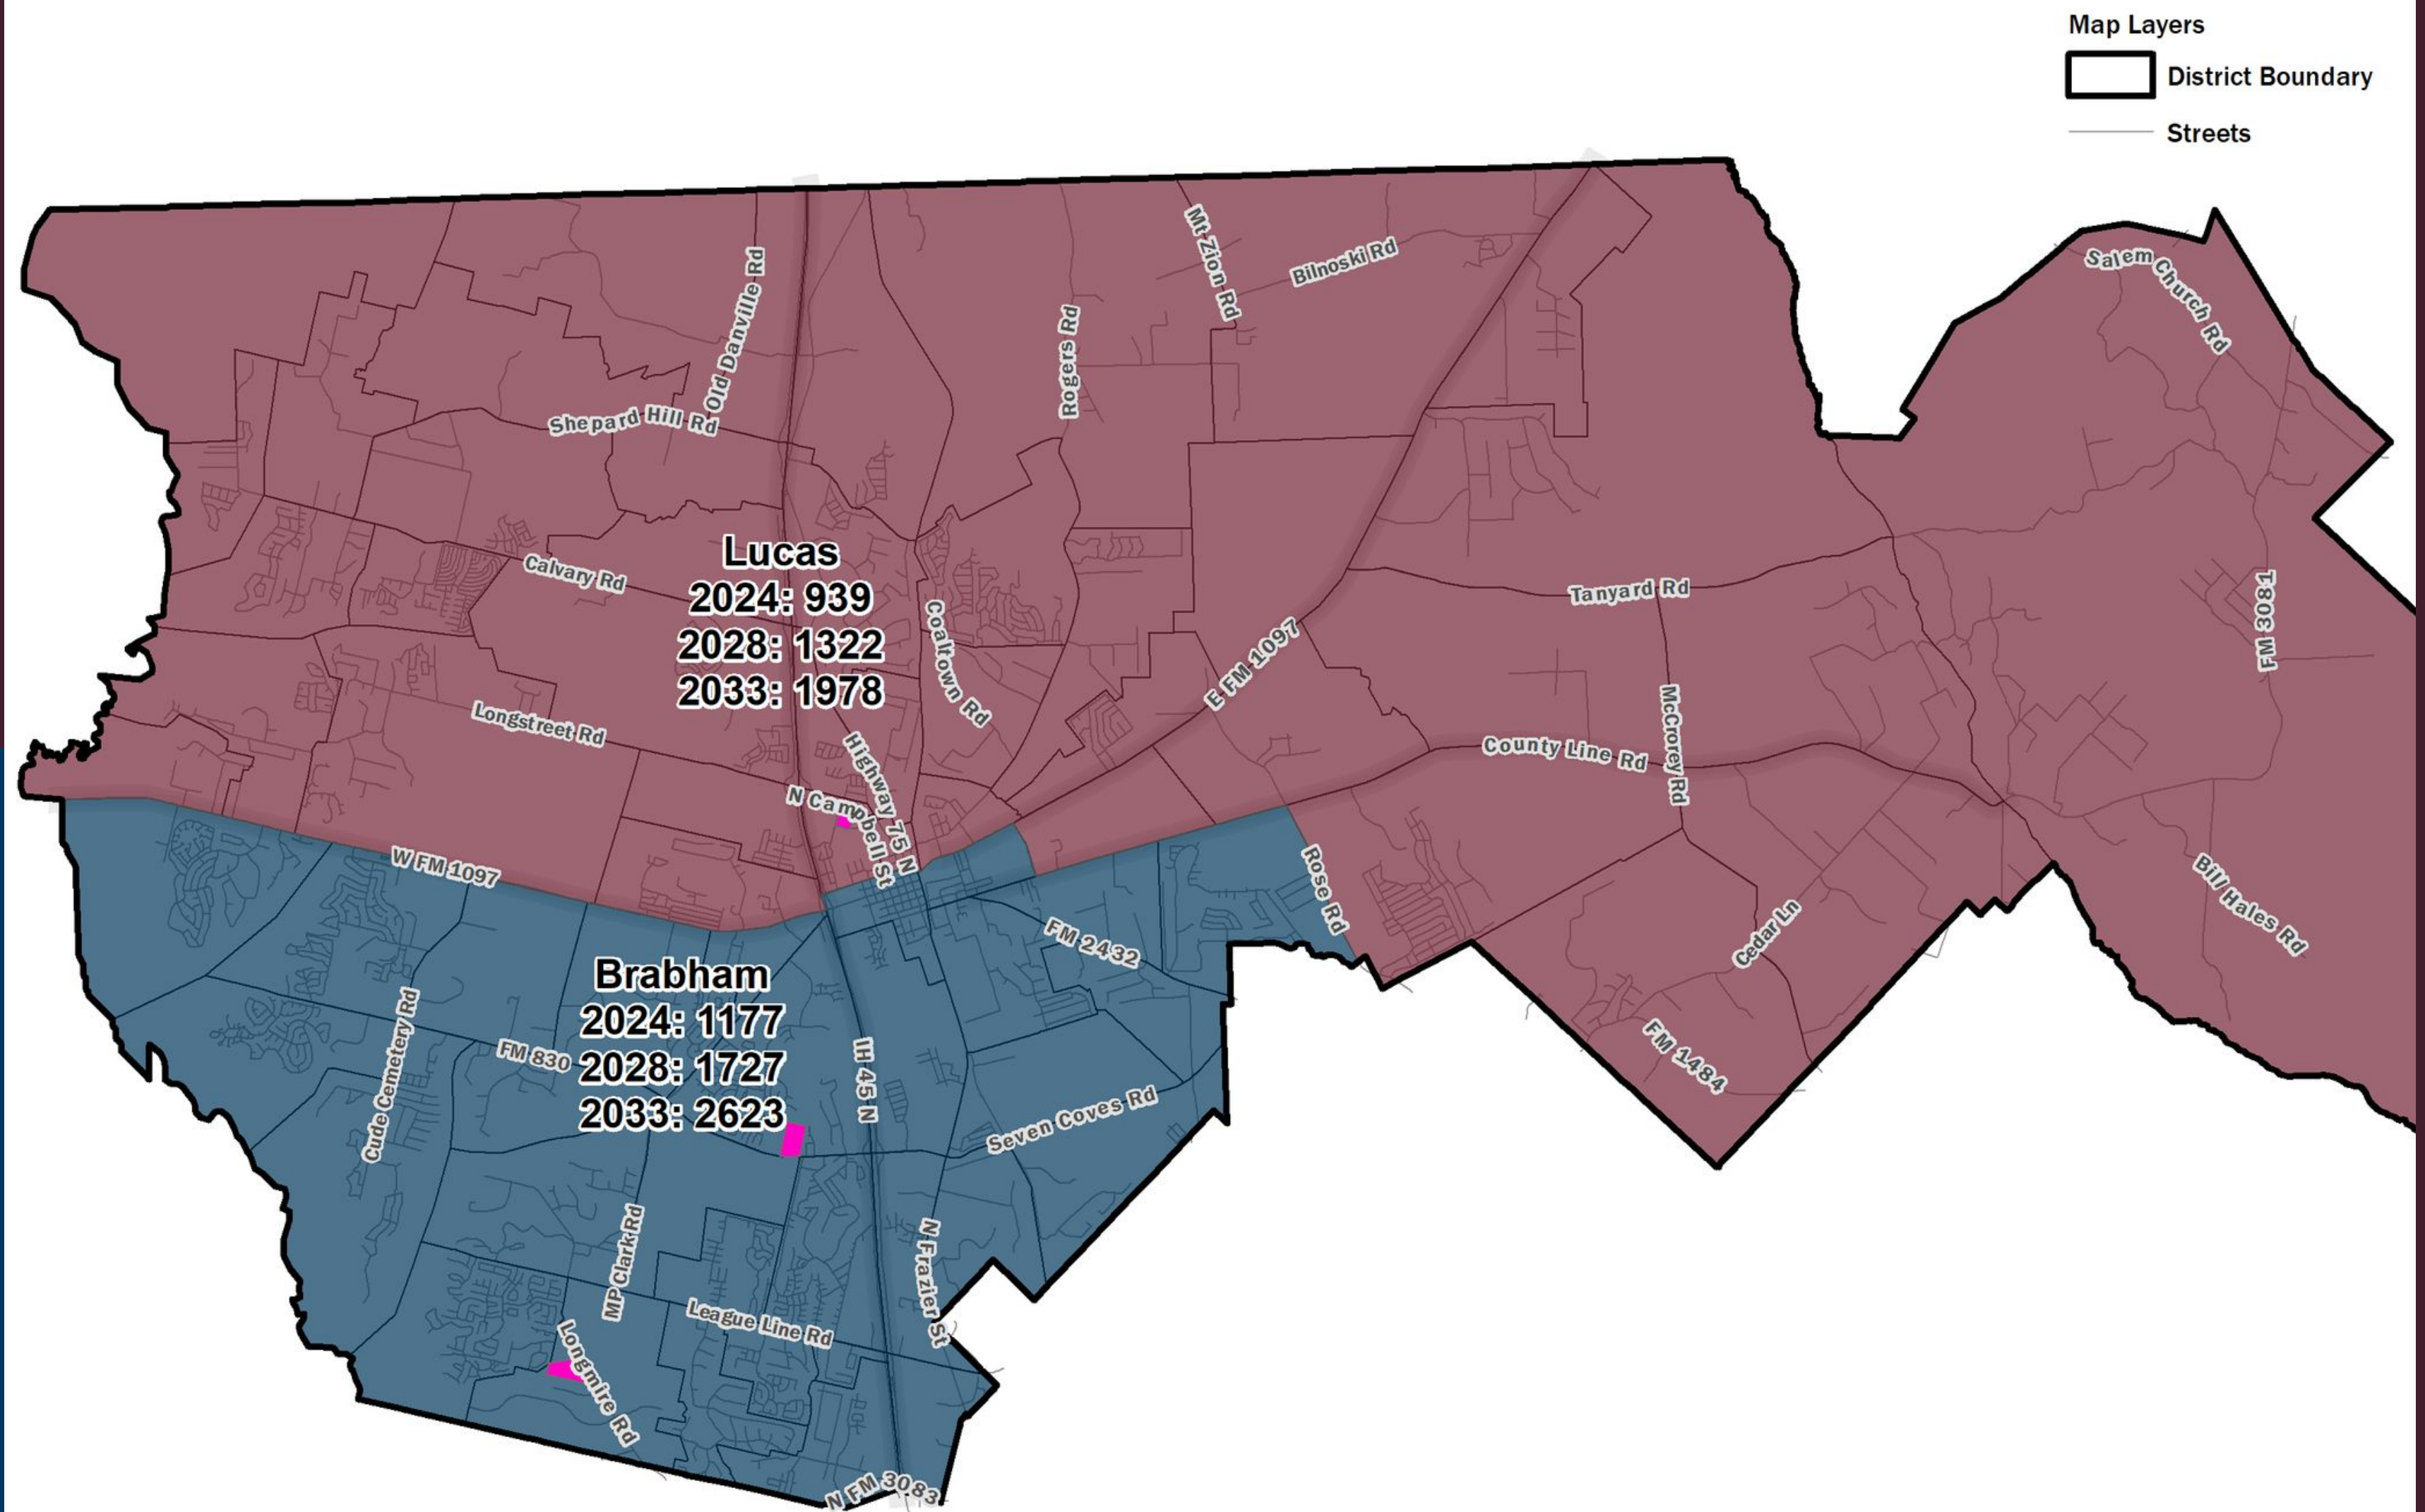 Map Layers
District Boundary
Streets
Salem Church Rd
Mt Zion Rd
Bilnoski Rd
Old Danville Rd
Rogers Rd
Shepard Hill Rd
Lucas
2024: 939
2028: 1322
2033: 1978
Calvary Rd
Coaltown Rd
Tanyard Rd
FM 3081
E FM 1097
McCrorey Rd
Longstreet Rd
County Line Rd
Highway 75 N
N Campbell St
W FM 1097
Rose Rd
Bill Hales Rd
Cedar Ln
FM 2432
Brabham
2024: 1177
2028: 1727
2033: 2623
Cude Cemetery Rd
FM 830
IH 45 N
FM 1484
Seven Coves Rd
MP Clark Rd
N Frazier St
League Line Rd
Longmire Rd
N FM 3083